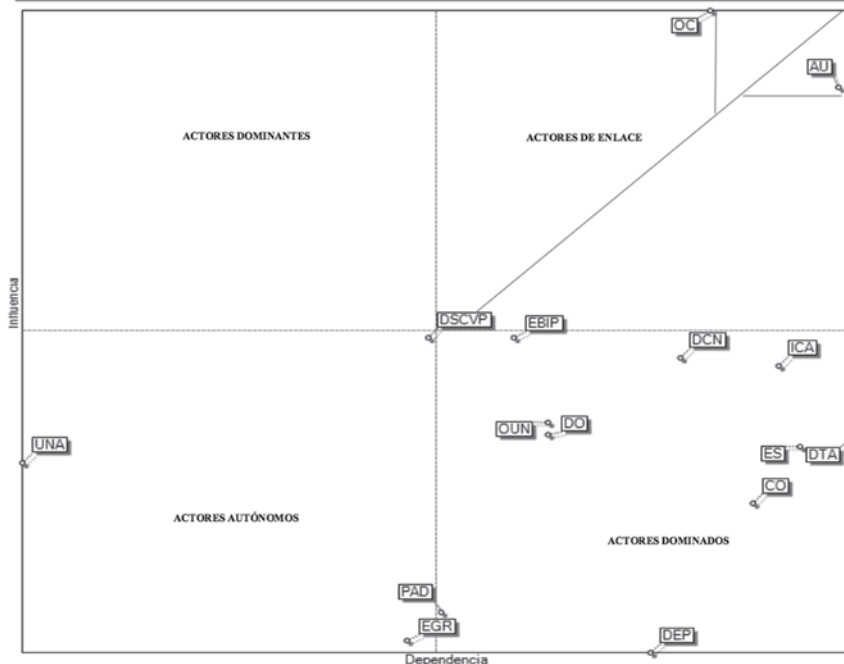 OC
AU
ACTORES DOMINANTES
ACTORES DE ENLACE
Influencia
DSCVP
EBIP
DCN
ICA
OUN
DO
UNA
ES
DTA
CO
ACTORES AUTÓNOMOS
ACTORES DOMINADOS
PAD
EGR
DEP
Dependencia